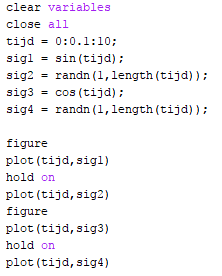 clear variables
close all
tijd = 0:0.1:10;
sig1 = sin(tijd);
sig2 = randn(1,length(tijd));
sig3 = cos(tijd);
sig4 = randn(1,length(tijd));
figure
plot(tijd,sig1)
hold on
plot(tijd,sig2)
figure
plot(tijd,sig3)
hold on
plot(tijd,sig4)